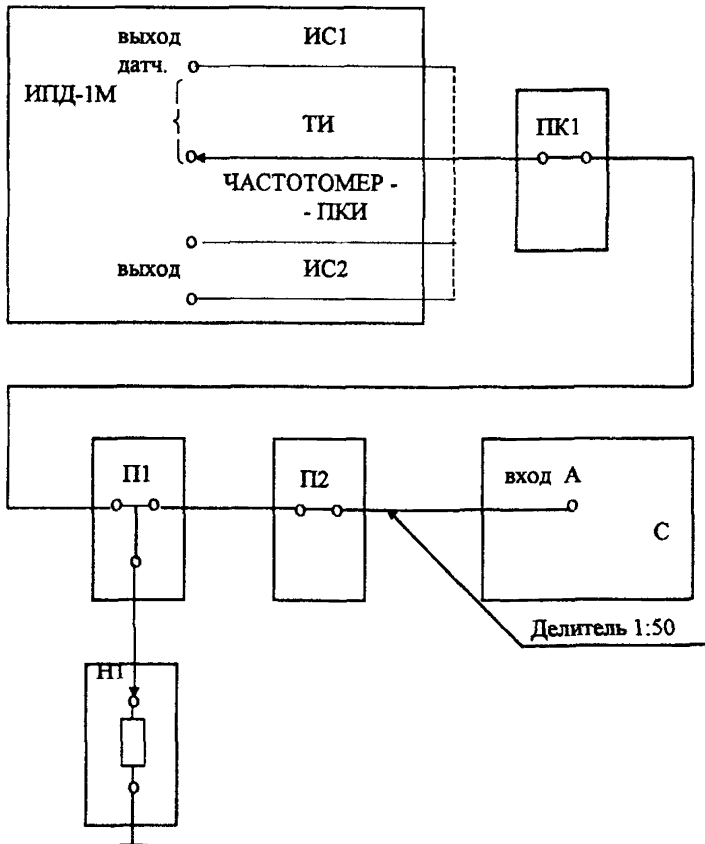 выход ИС1
датч.
ИПД-1М
ТИ
ПК1
ЧАСТОТОМЕР -
- ПКИ
выход ИС2
П1
П2
вход А
С
Делитель 1:50
Н1